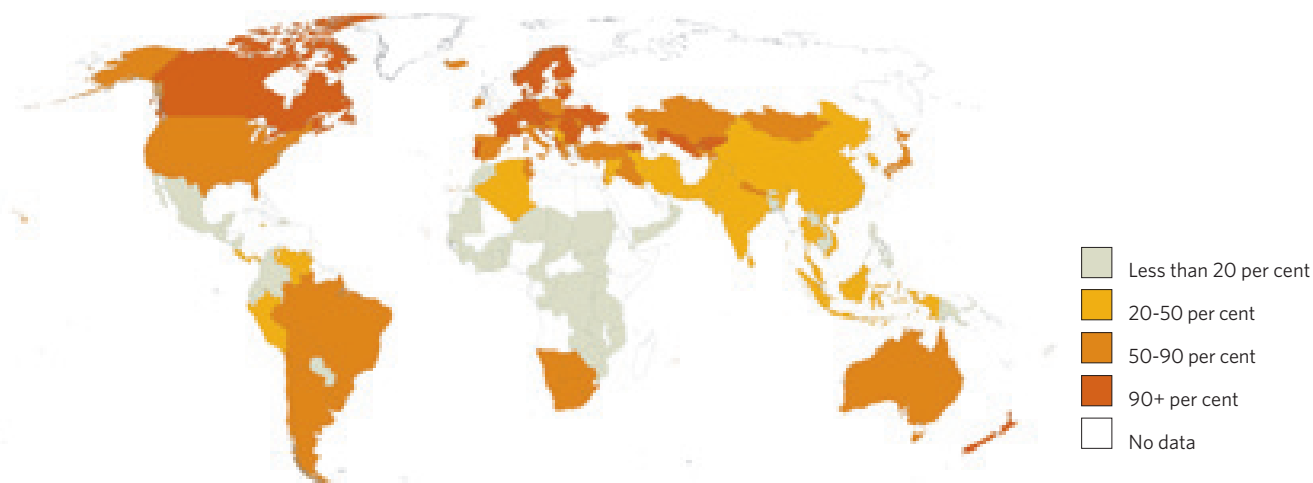 Less than 20 per cent
20-50 per cent
50-90 per cent
90+ per cent
No data